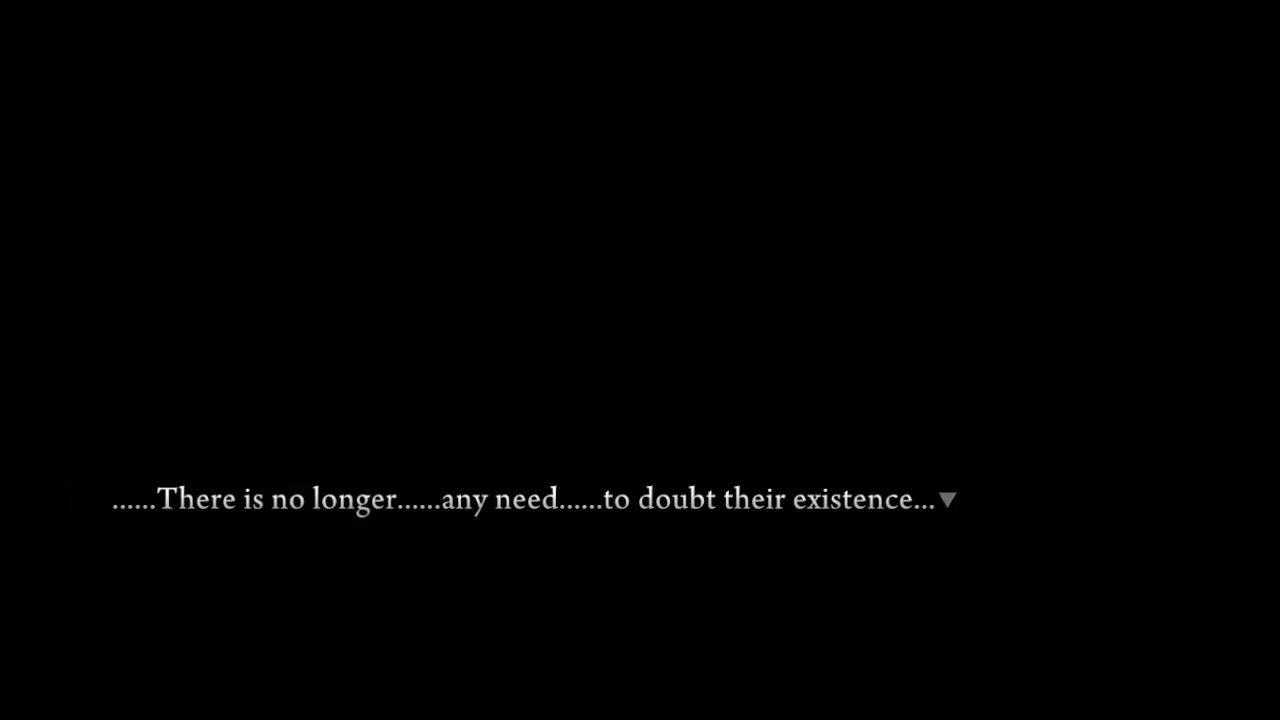 ......There is no longer......any need......to doubt their existence...▼